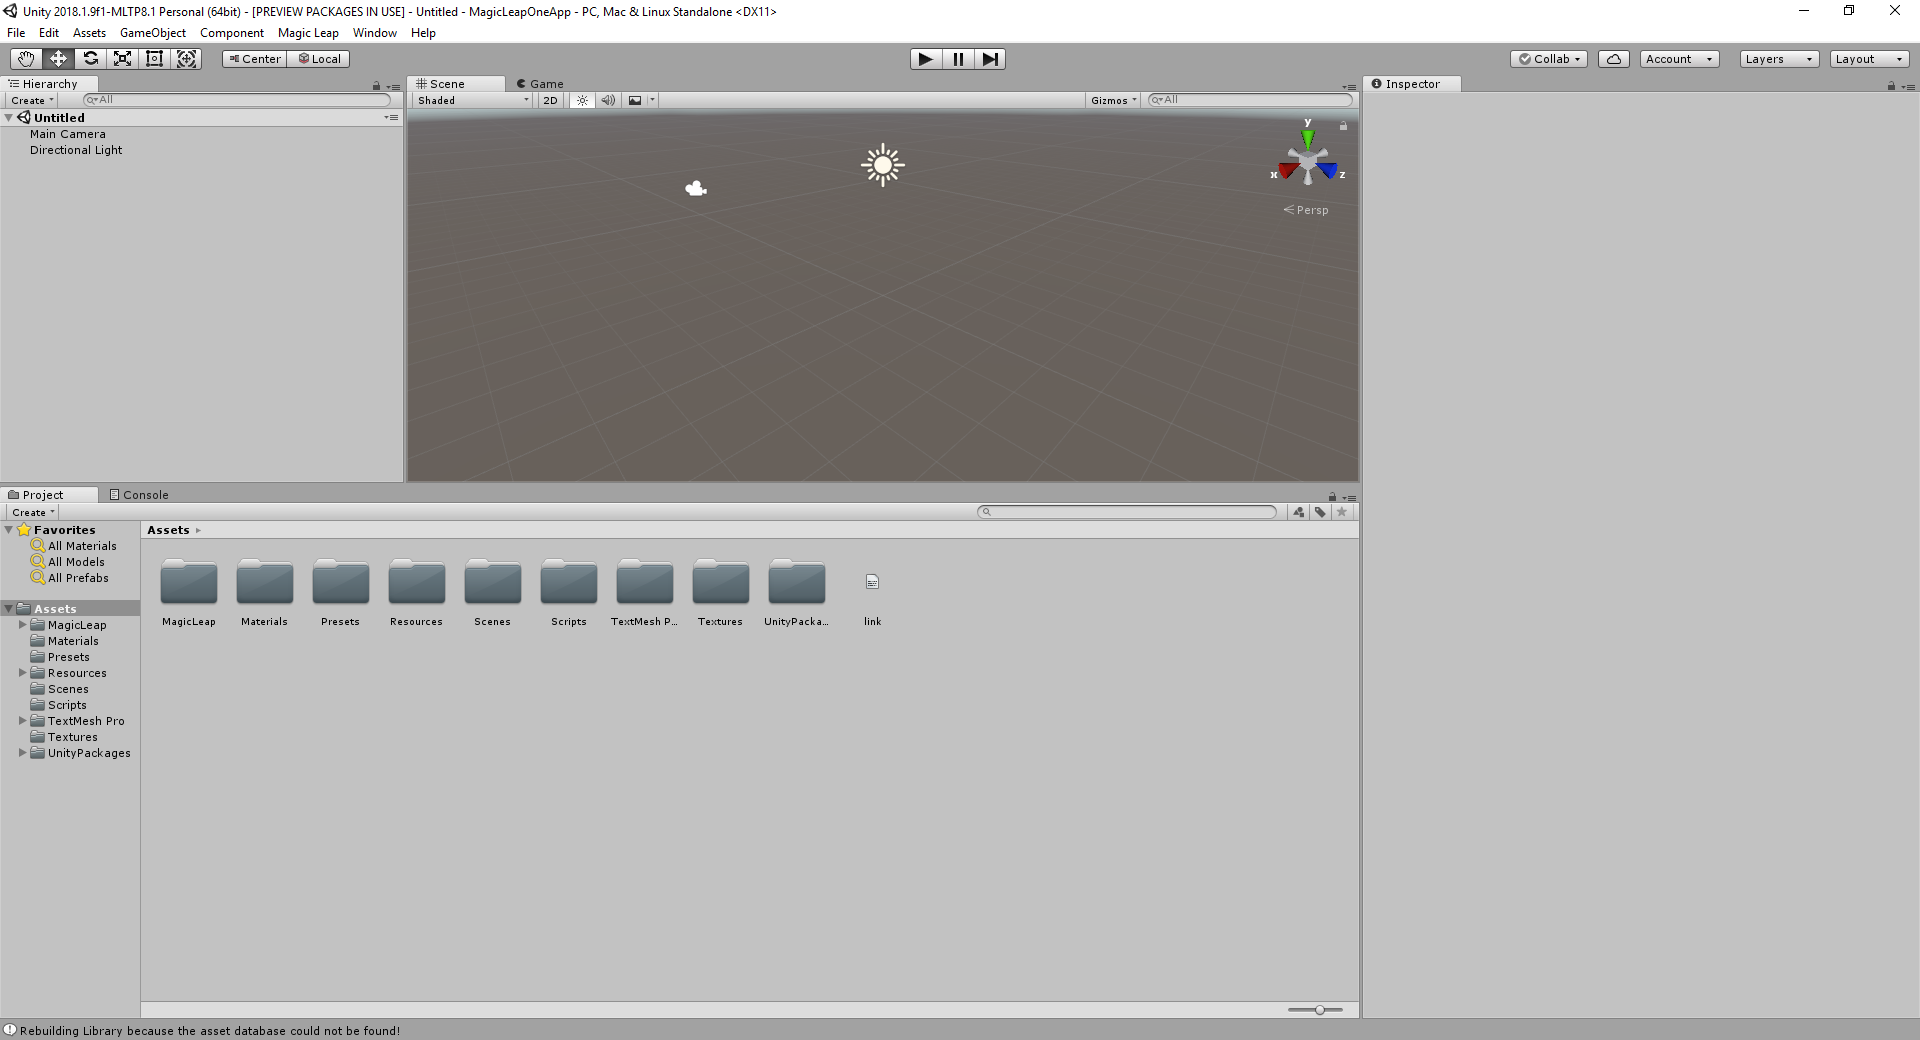 Unity 2018.1.9f1-MLTP8.1 Personal (64bit) - [PREVIEW PACKAGES IN USE] - Untitled - MagicLeapOneApp - PC, Mac & Linux Standalone <DX11>
File Edit Assets GameObject Component Magic Leap Window Help
Center Local Collab Account Layers Layout
Hierarchy
Create All
Untitled
Main Camera
Directional Light
Scene Game
Shaded 2D Gizmos All
y
x z
Persp
Inspector
Project Console
Create
Favorites
All Materials
All Models
All Prefabs
Assets
MagicLeap
Materials
Presets
Resources
Scenes
Scripts
TextMesh Pro
Textures
UnityPackages
Assets
MagicLeap Materials Presets Resources Scenes Scripts TextMesh P... Textures UnityPacka... link
Rebuilding Library because the asset database could not be found!